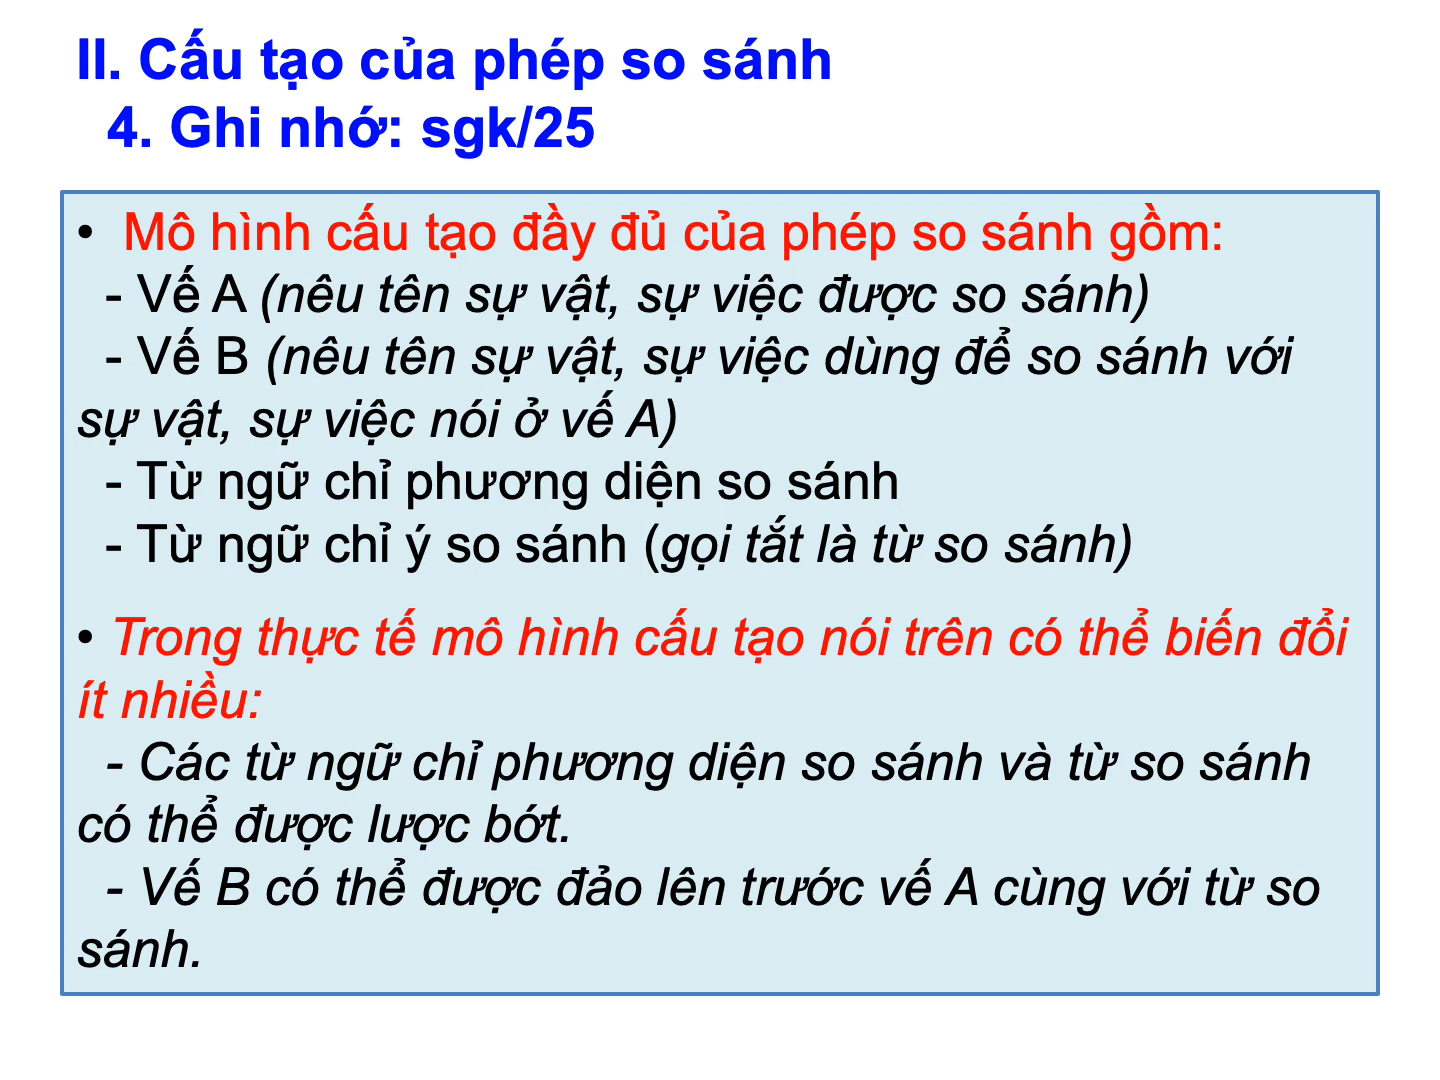 II. Cấu tạo của phép so sánh
4. Ghi nhớ: sgk/25
• Mô hình cấu tạo đầy đủ của phép so sánh gồm:
- Vế A (nêu tên sự vật, sự việc được so sánh)
- Vế B (nêu tên sự vật, sự việc dùng để so sánh với
sự vật, sự việc nói ở vế A)
- Từ ngữ chỉ phương diện so sánh
- Từ ngữ chỉ ý so sánh (gọi tắt là từ so sánh)
• Trong thực tế mô hình cấu tạo nói trên có thể biến đổi
ít nhiều:
- Các từ ngữ chỉ phương diện so sánh và từ so sánh
có thể được lược bớt.
- Vế B có thể được đảo lên trước vế A cùng với từ so
sánh.